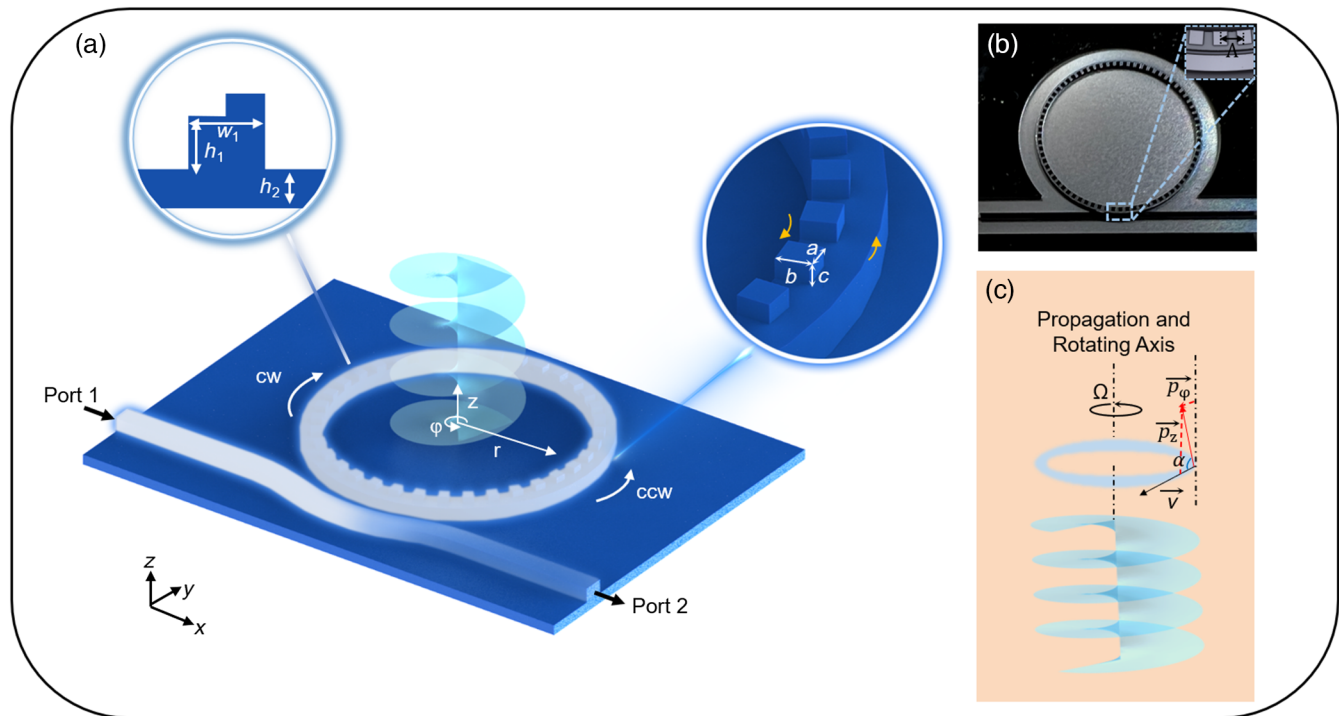 (a)
w1
h1
h2
a
b
c
Port 1
cw
z
φ
r
ccw
Port 2
z
y
x
(b)
Λ
(c)
Propagation and
Rotating Axis
Ω
pφ
pz
α
v